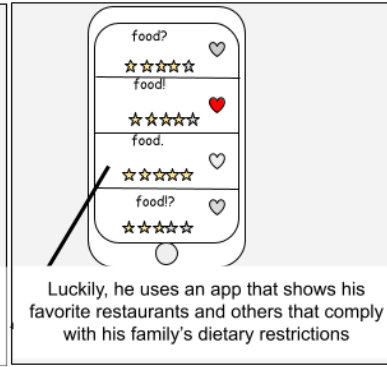 food?
food!
food.
food!?
Luckily, he uses an app that shows his
favorite restaurants and others that comply
with his family's dietary restrictions